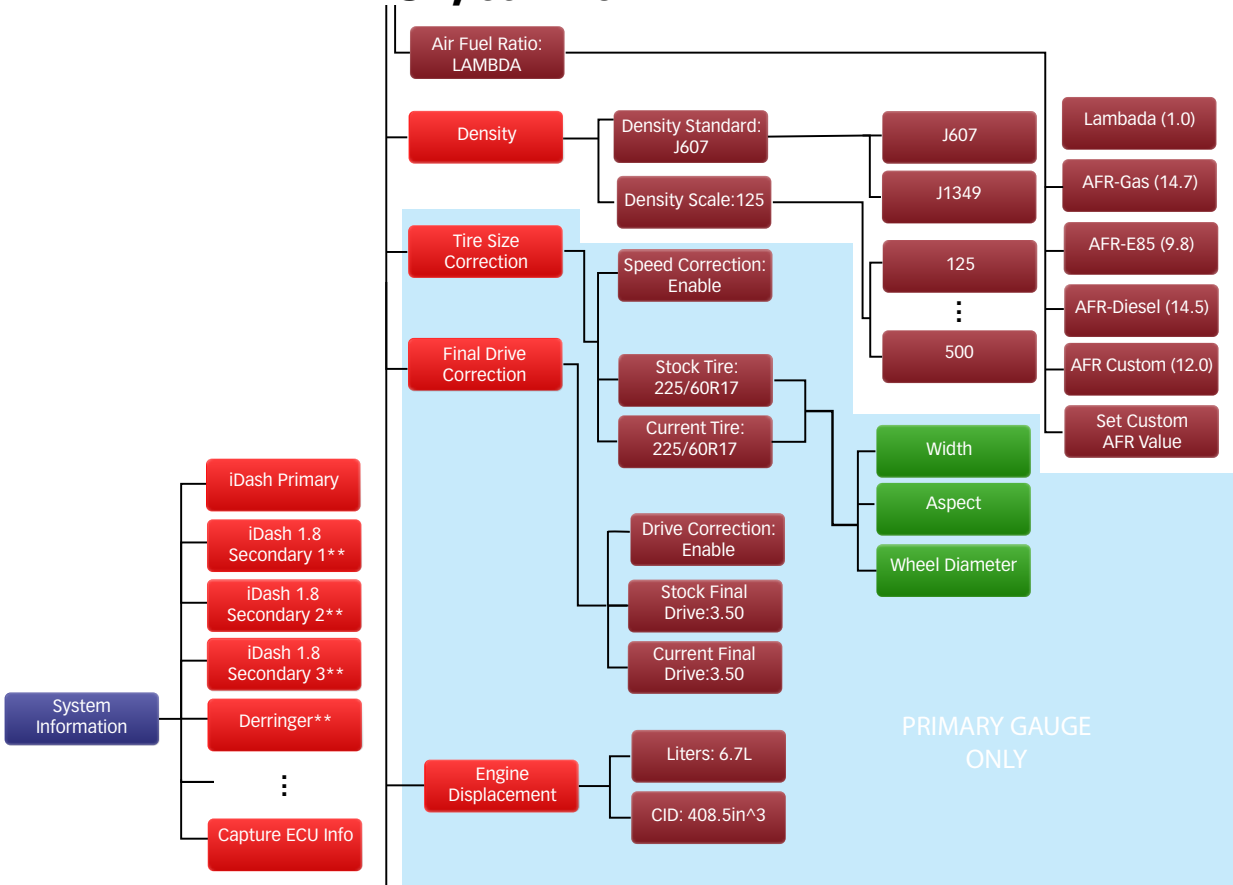 Air Fuel Ratio:
LAMBDA
Density
Density Standard:
J607
Density Scale:125
J607
J1349
125
⋮
500
Lambada (1.0)
AFR-Gas (14.7)
AFR-E85 (9.8)
AFR-Diesel (14.5)
AFR Custom (12.0)
Set Custom
AFR Value
Tire Size
Correction
Speed Correction:
Enable
Stock Tire:
225/60R17
Current Tire:
225/60R17
Width
Aspect
Wheel Diameter
Final Drive
Correction
Drive Correction:
Enable
Stock Final
Drive:3.50
Current Final
Drive:3.50
Engine
Displacement
Liters: 6.7L
CID: 408.5in^3
PRIMARY GAUGE
ONLY
System
Information
iDash Primary
iDash 1.8
Secondary 1**
iDash 1.8
Secondary 2**
iDash 1.8
Secondary 3**
Derringer**
⋮
Capture ECU Info